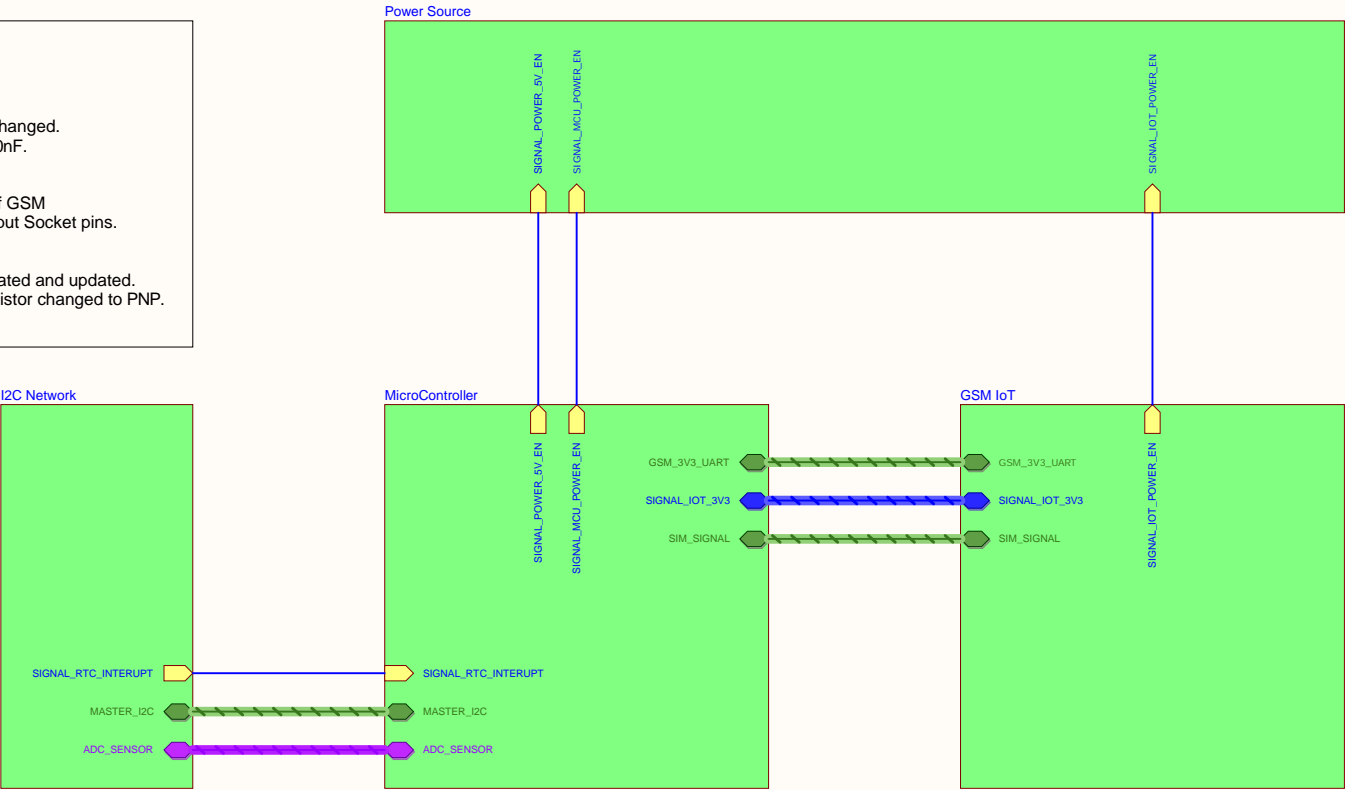 Power Source
SIGNAL_POWER_5V_EN
SIGNAL_MCU_POWER_EN
SIGNAL_IOT_POWER_EN
hanged.
0nF.
f GSM
out Socket pins.
ated and updated.
istor changed to PNP.
I2C Network
MicroController
GSM IoT
SIGNAL_POWER_5V_EN
SIGNAL_MCU_POWER_EN
SIGNAL_IOT_POWER_EN
GSM_3V3_UART
GSM_3V3_UART
SIGNAL_IOT_3V3
SIGNAL_IOT_3V3
SIM_SIGNAL
SIM_SIGNAL
SIGNAL_RTC_INTERUPT
SIGNAL_RTC_INTERUPT
MASTER_I2C
MASTER_I2C
ADC_SENSOR
ADC_SENSOR